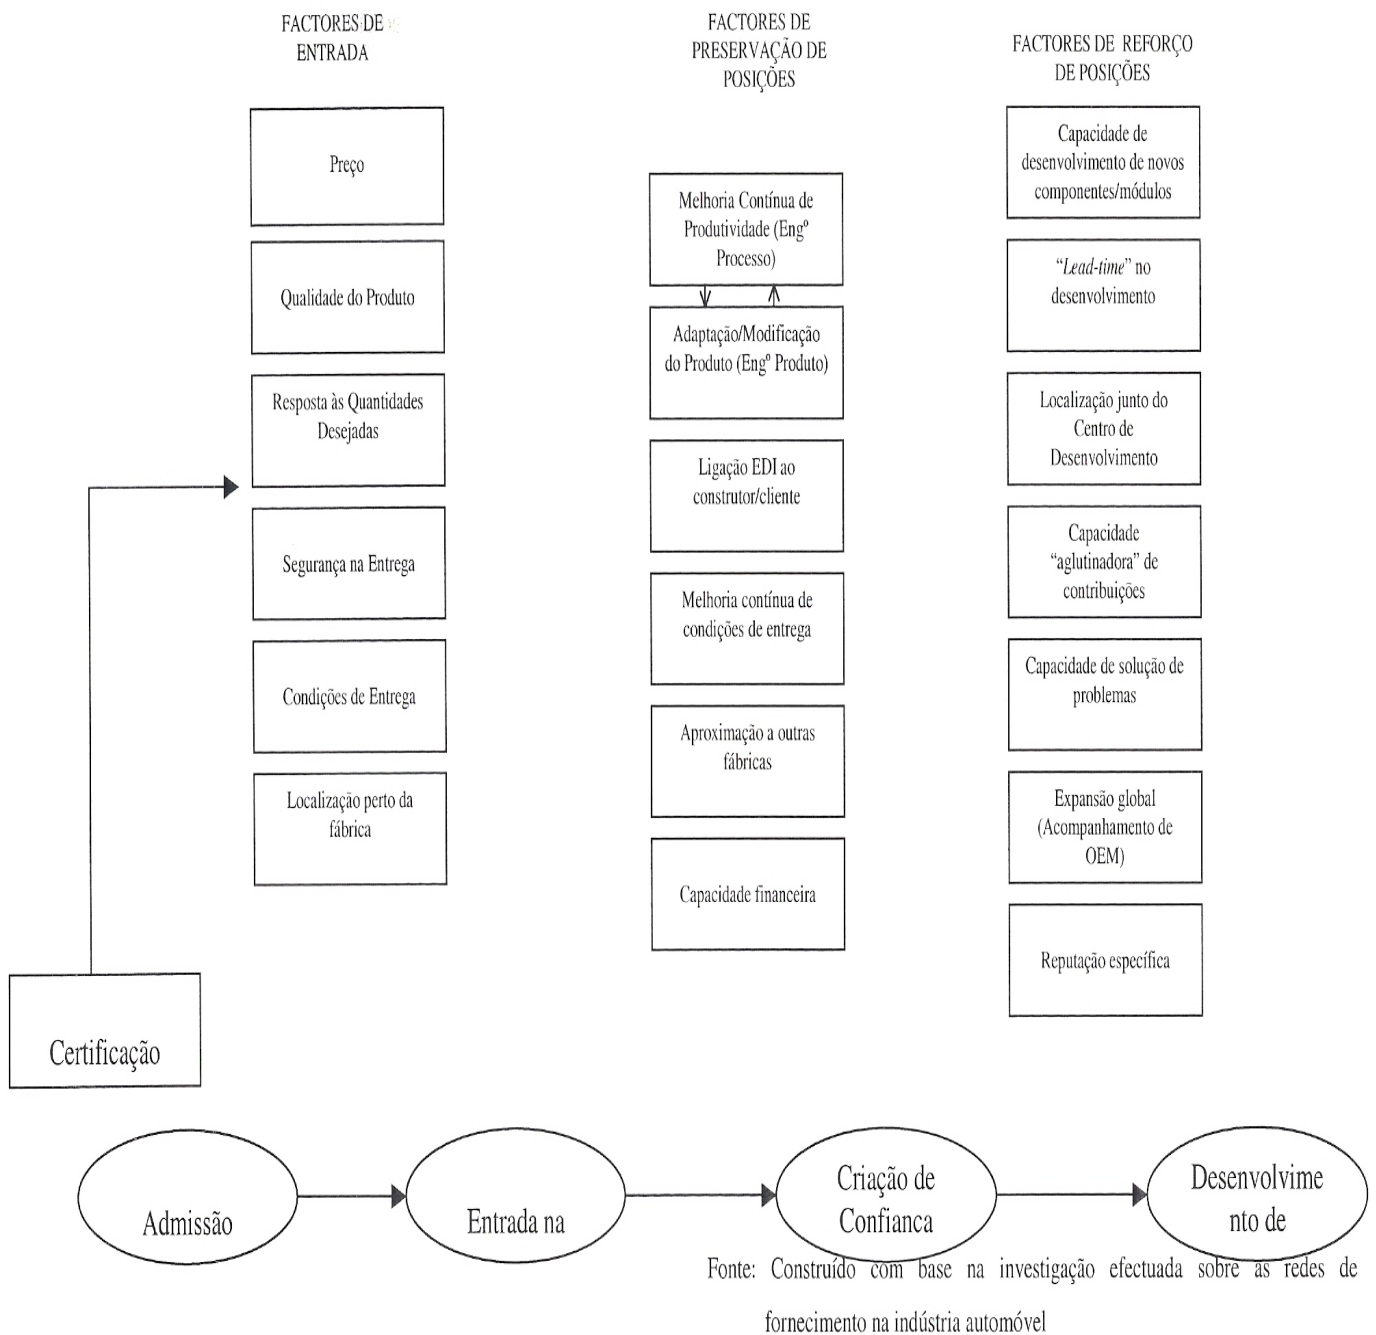 FACTORES DE
ENTRADA
Preço
Qualidade do Produto
Resposta às Quantidades
Desejadas
Segurança na Entrega
Condições de Entrega
Localização perto da
fábrica
FACTORES DE
PRESERVAÇÃO DE
POSIÇÕES
Melhoria Contínua de
Produtividade (Engº
Processo)
Adaptação/Modificação
do Produto (Engº Produto)
Ligação EDI ao
construtor/cliente
Melhoria contínua de
condições de entrega
Aproximação a outras
fábricas
Capacidade financeira
FACTORES DE REFORÇO
DE POSIÇÕES
Capacidade de
desenvolvimento de novos
componentes/módulos
“Lead-time” no
desenvolvimento
Localização junto do
Centro de
Desenvolvimento
Capacidade
“aglutinadora” de
contribuições
Capacidade de solução de
problemas
Expansão global
(Acompanhamento de
OEM)
Reputação específica
Certificação
Admissão
Entrada na
Criação de
Confianca
Desenvolvime
nto de
Fonte: Construído com base na investigação efectuada sobre as redes de
fornecimento na indústria automóvel